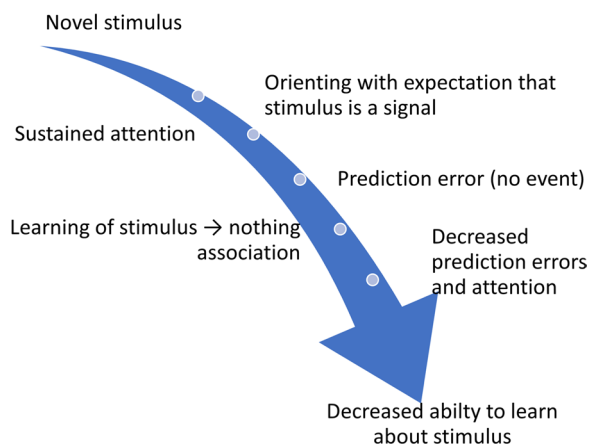 Novel stimulus
Orienting with expectation that
stimulus is a signal
Sustained attention
Prediction error (no event)
Learning of stimulus → nothing
association
Decreased
prediction errors
and attention
Decreased abilty to learn
about stimulus